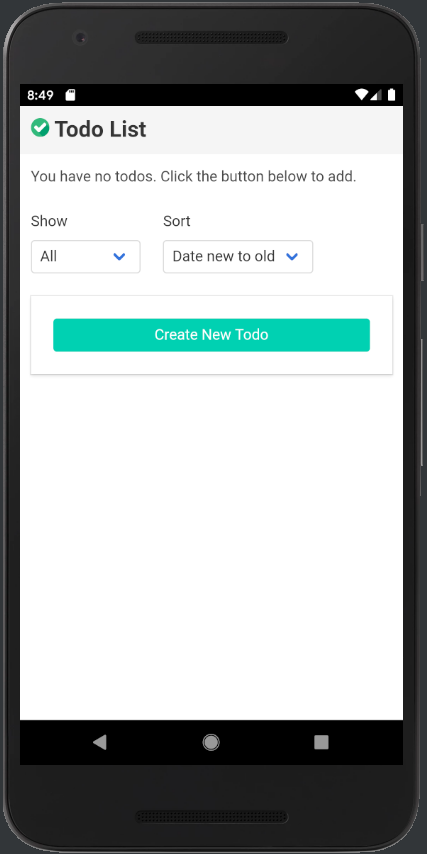 8:49
Todo List
You have no todos. Click the button below to add.
Show Sort
All Date new to old
Create New Todo